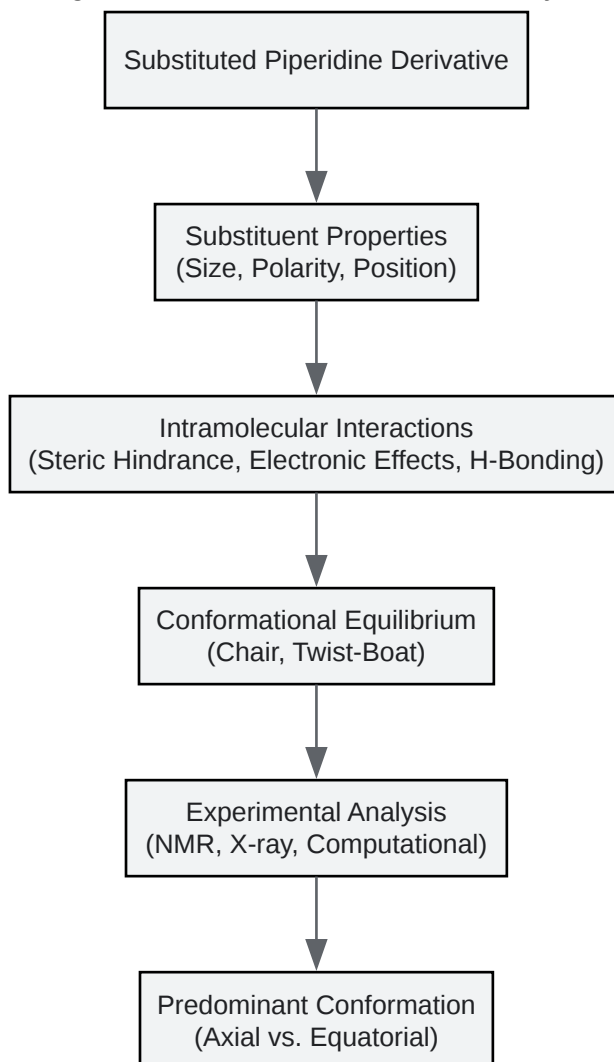 Substituted Piperidine Derivative
Substituent Properties
(Size, Polarity, Position)
Intramolecular Interactions
(Steric Hindrance, Electronic Effects, H-Bonding)
Conformational Equilibrium
(Chair, Twist-Boat)
Experimental Analysis
(NMR, X-ray, Computational)
Predominant Conformation
(Axial vs. Equatorial)